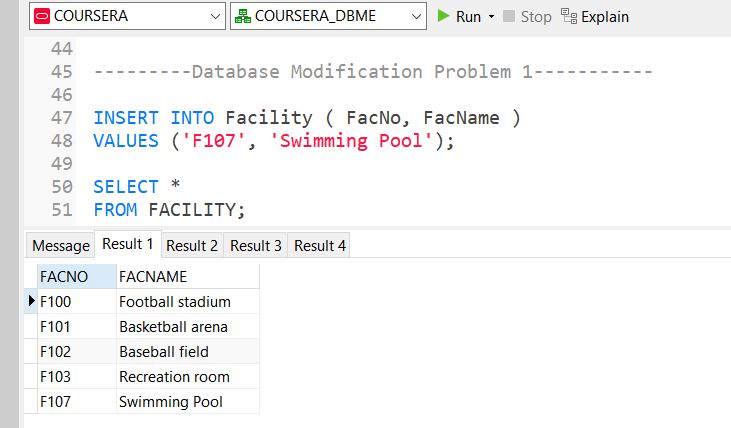 COURSERA COURSERA_DBME Run Stop Explain
44
45 ---------Database Modification Problem 1-----------
46
47 INSERT INTO Facility ( FacNo, FacName )
48 VALUES ('F107', 'Swimming Pool');
49
50 SELECT *
51 FROM FACILITY;
Message Result 1 Result 2 Result 3 Result 4
FACNO FACNAME
F100 Football stadium
F101 Basketball arena
F102 Baseball field
F103 Recreation room
F107 Swimming Pool